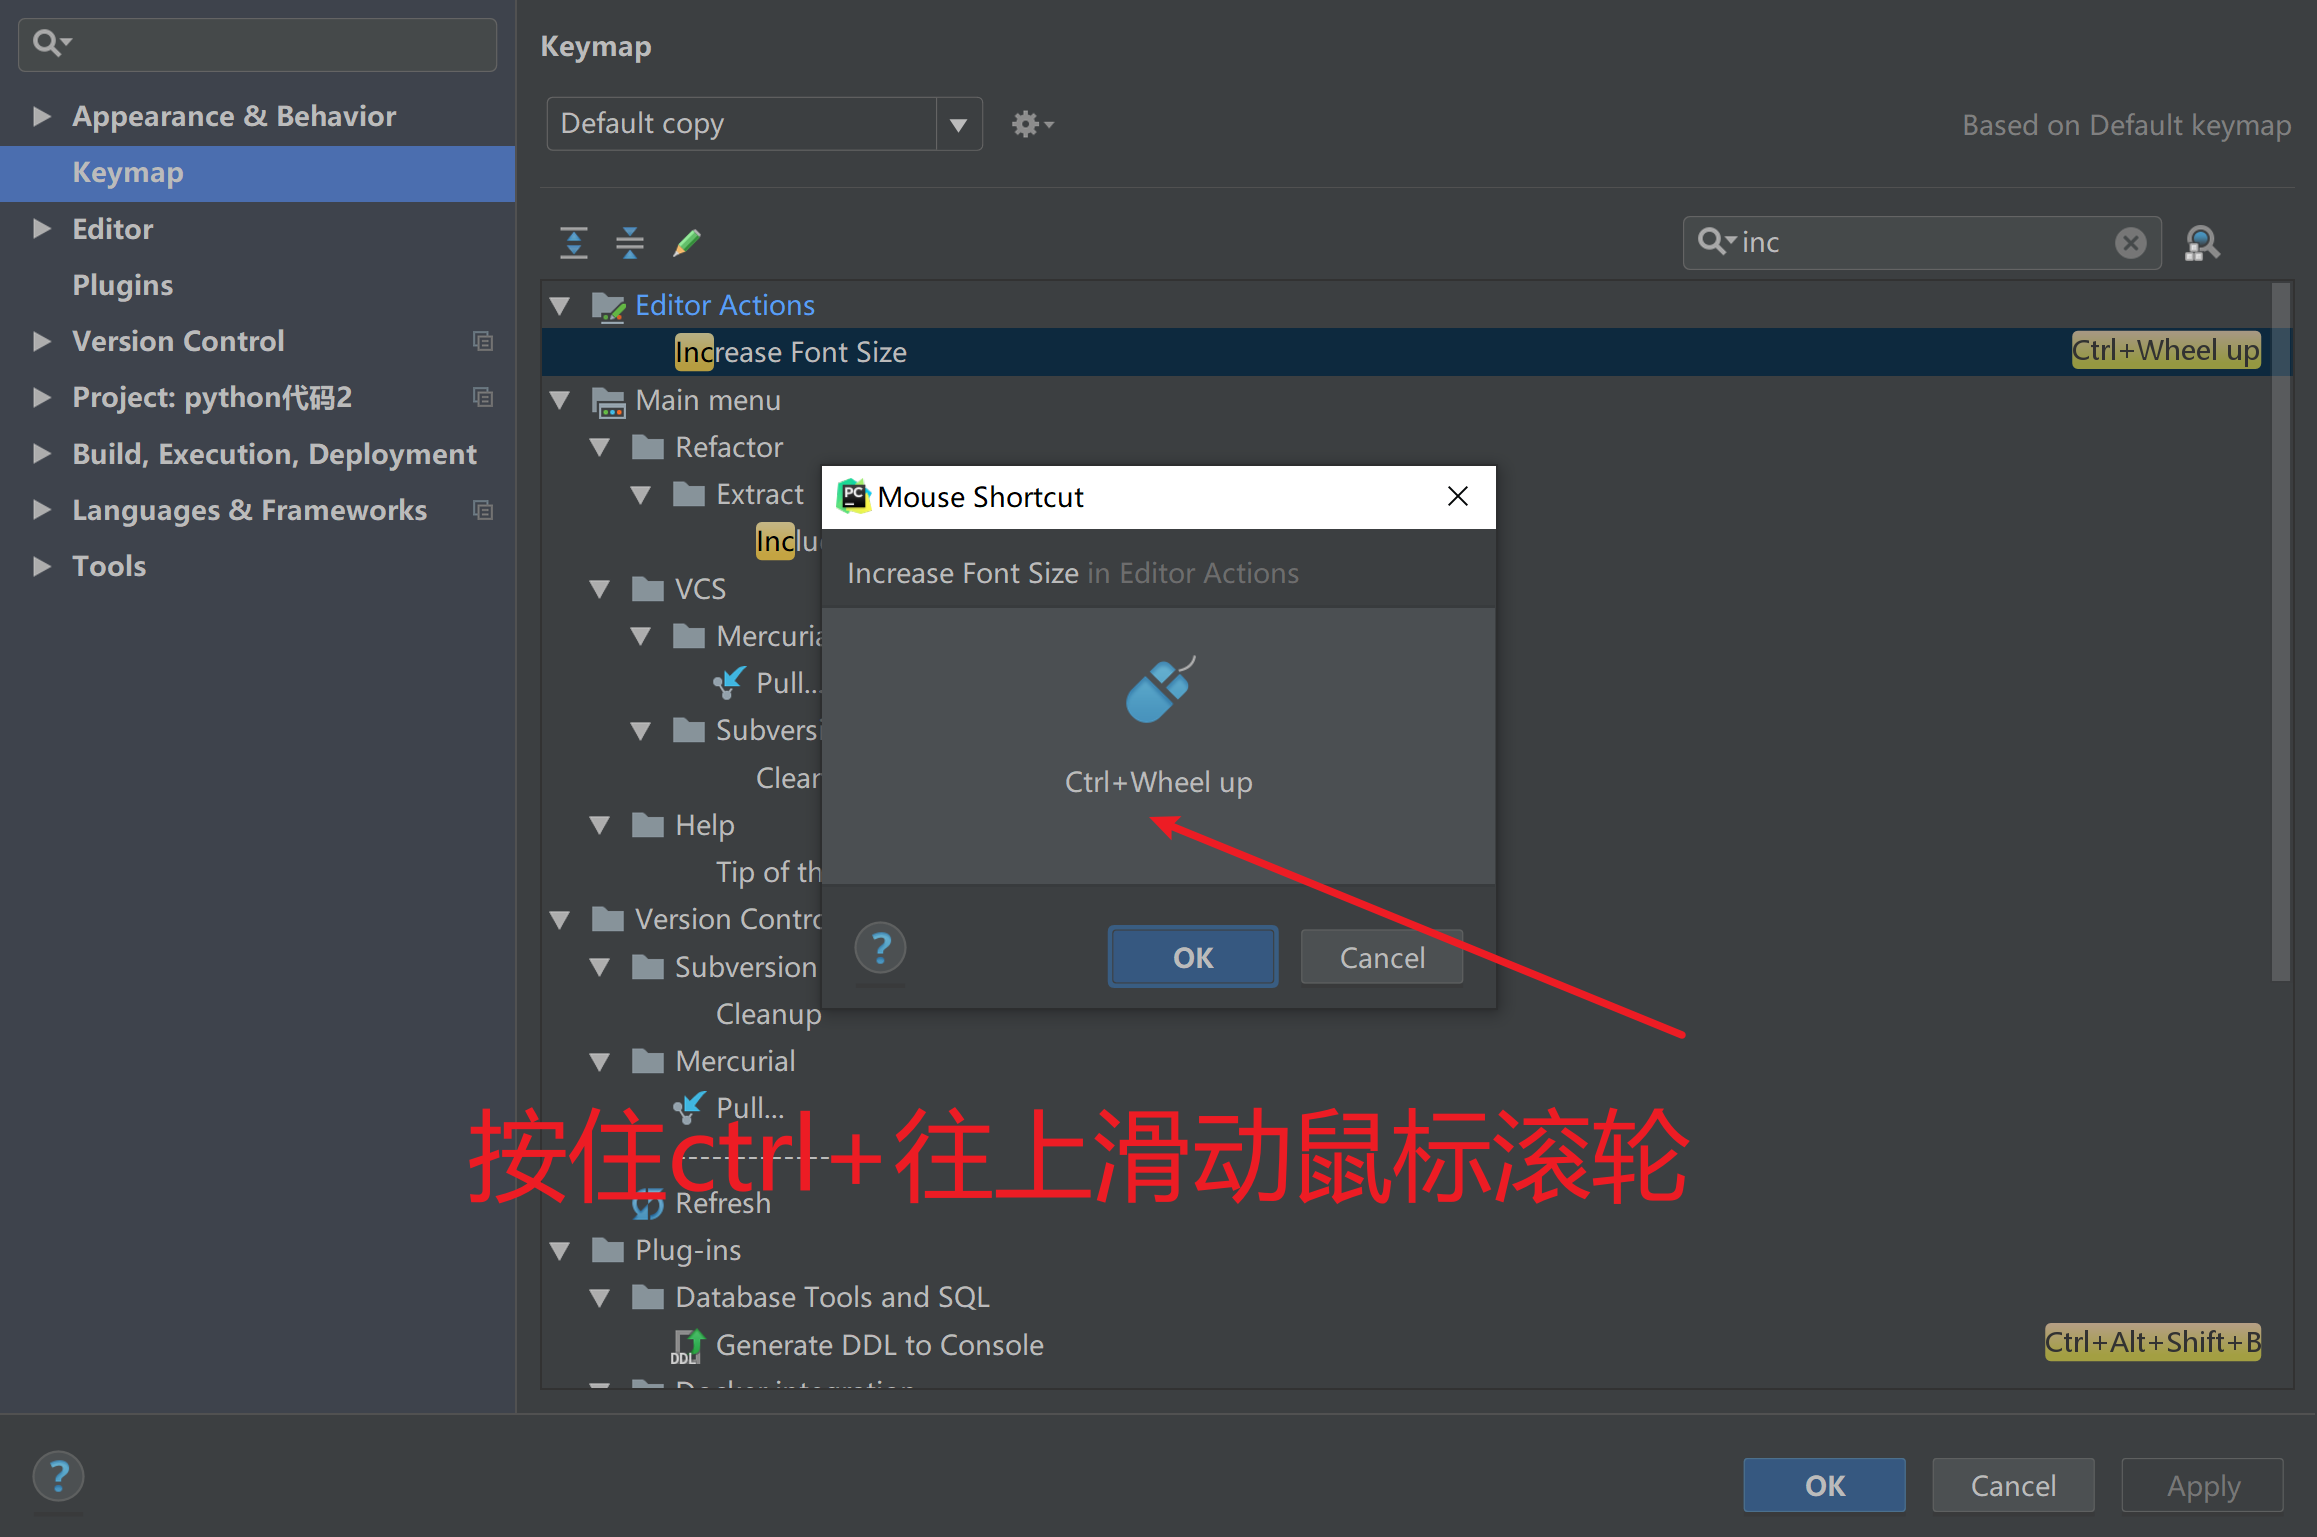 Keymap
Appearance & Behavior
Keymap
Editor
Plugins
Version Control
Project: python代码2
Build, Execution, Deployment
Languages & Frameworks
Tools
Default copy
Based on Default keymap
inc
Editor Actions
Increase Font Size
Ctrl+Wheel up
Main menu
Refactor
Extract
Inclu
VCS
Mercuria
Pull...
Subversi
Clear
Help
Tip of th
Version Contro
Subversion
Cleanup
Mercurial
Pull...
Refresh
Plug-ins
Database Tools and SQL
Generate DDL to Console
Ctrl+Alt+Shift+B
Docker integration
PC Mouse Shortcut
Increase Font Size in Editor Actions
Ctrl+Wheel up
?
OK
Cancel
按住ctrl+往上滑动鼠标滚轮
?
OK
Cancel
Apply